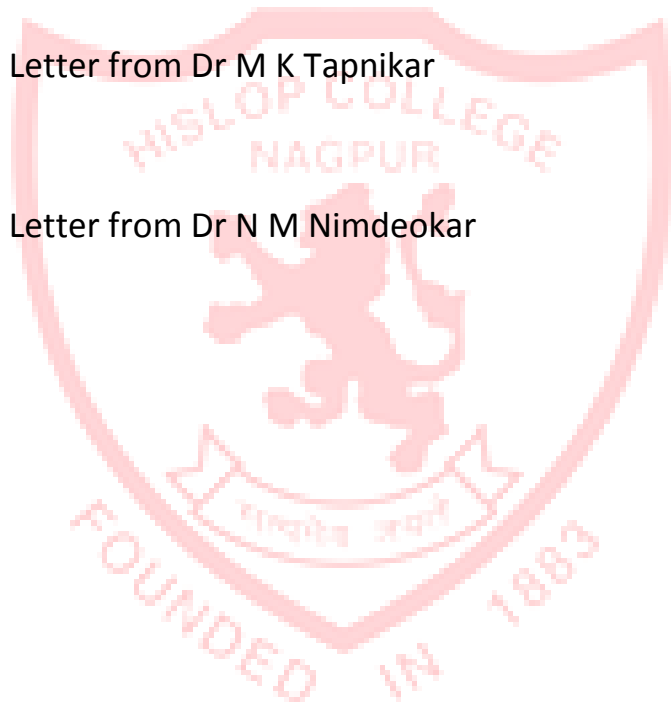 Letter from Dr M K Tapnikar
HISLOP COLLEGE
NAGPUR
Letter from Dr N M Nimdeokar
FOUNDED IN 1883